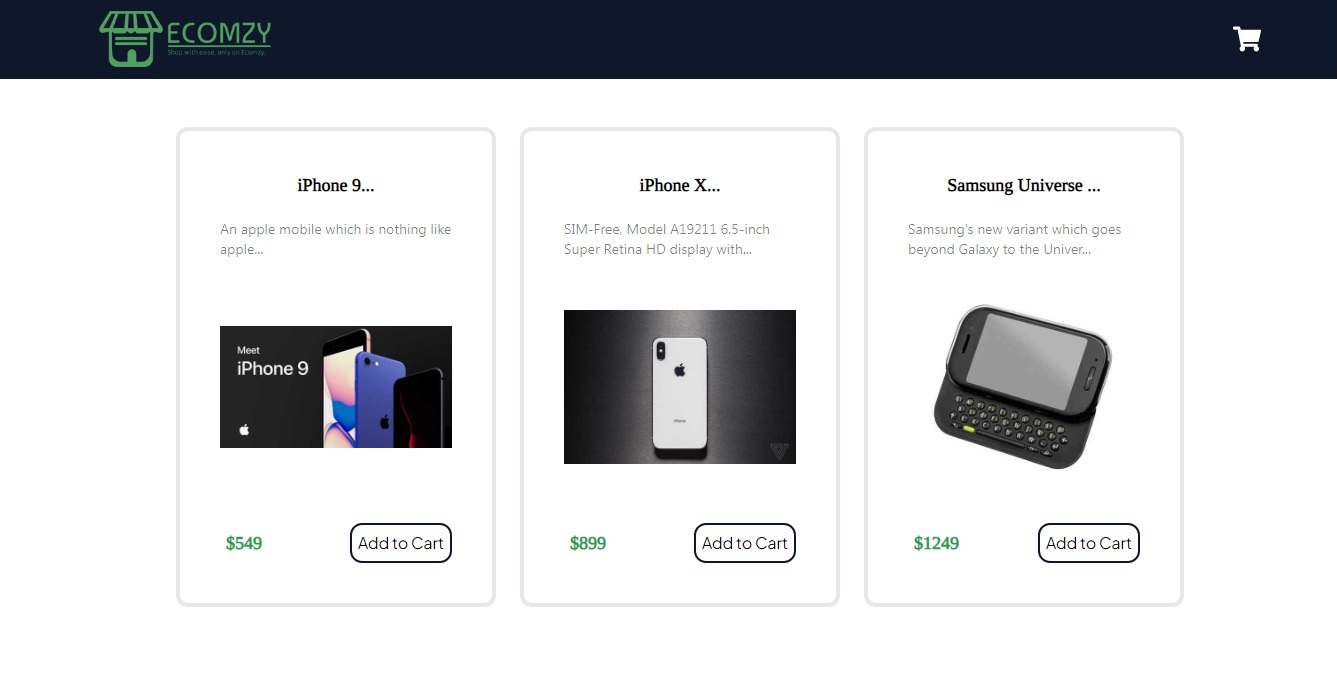 ECOMZY
Shop with ease, only on Ecomzy.
iPhone 9...
An apple mobile which is nothing like
apple...
Meet
iPhone 9
$549
Add to Cart
iPhone X...
SIM-Free, Model A19211 6.5-inch
Super Retina HD display with...
iPhone
$899
Add to Cart
Samsung Universe ...
Samsung's new variant which goes
beyond Galaxy to the Univer...
$1249
Add to Cart